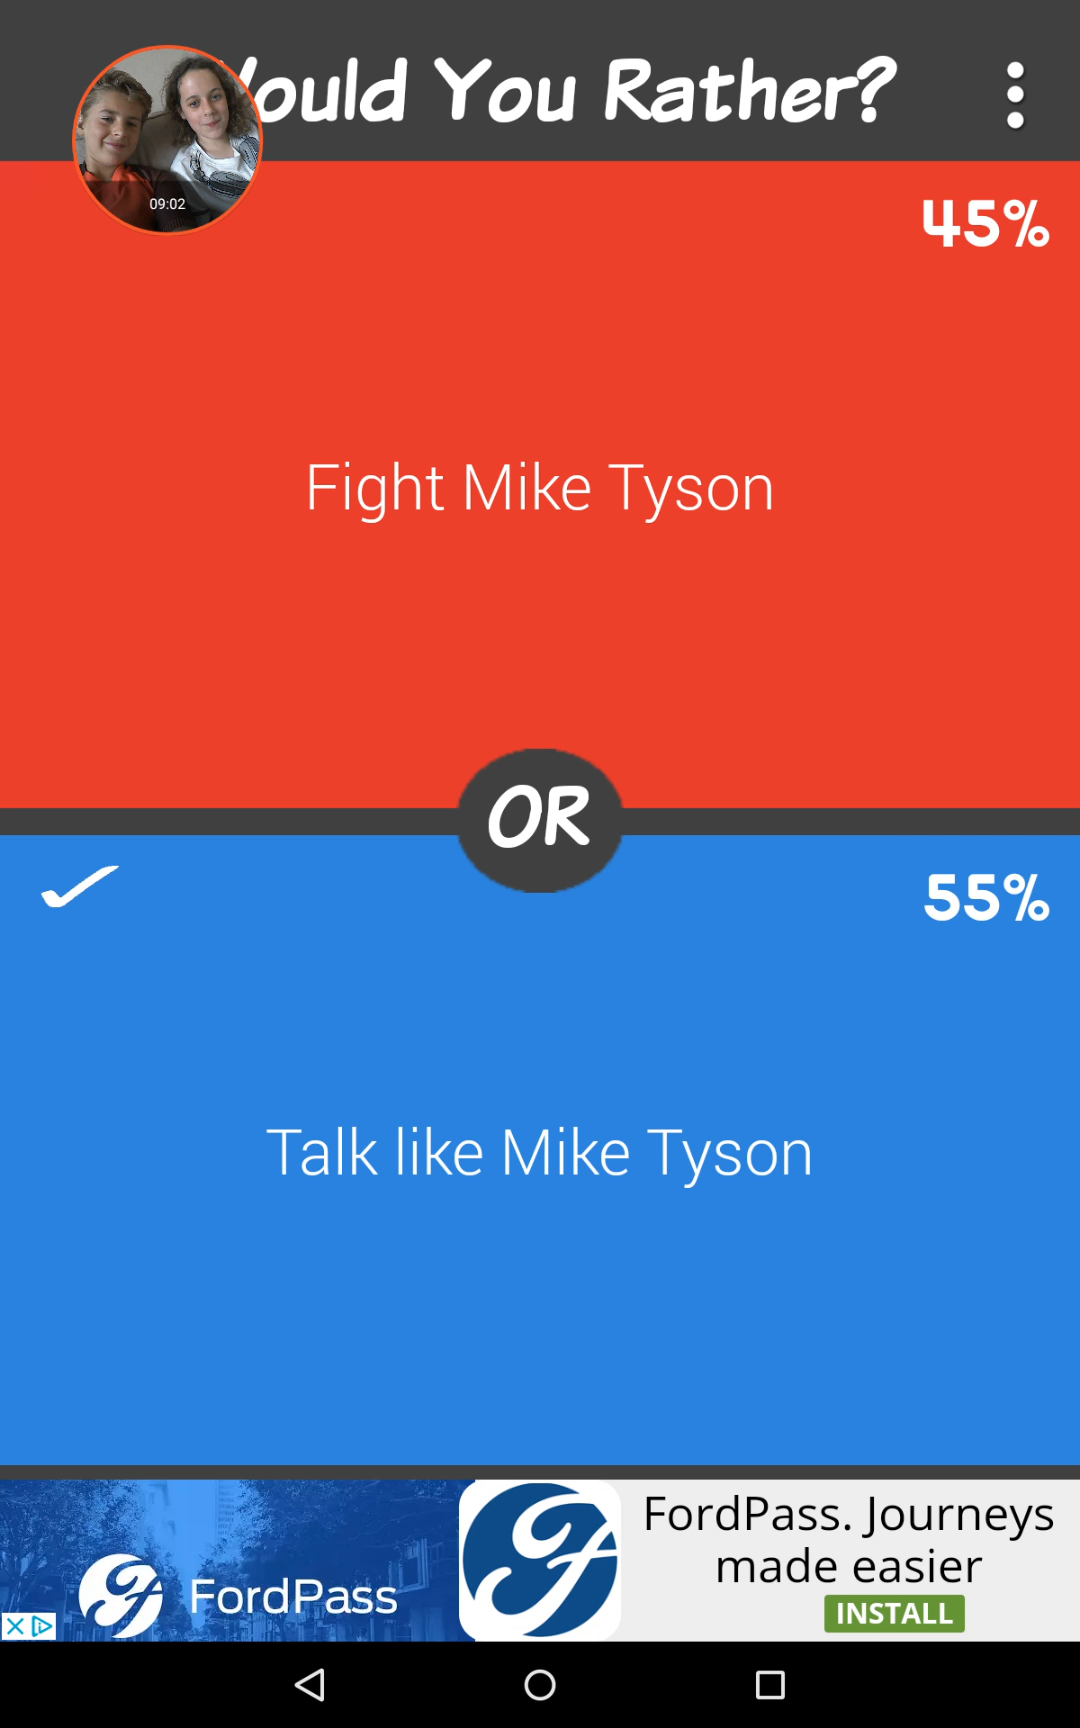 ould You Rather?
09:02
45%
Fight Mike Tyson
OR
55%
Talk like Mike Tyson
FordPass
FordPass. Journeys
made easier
INSTALL